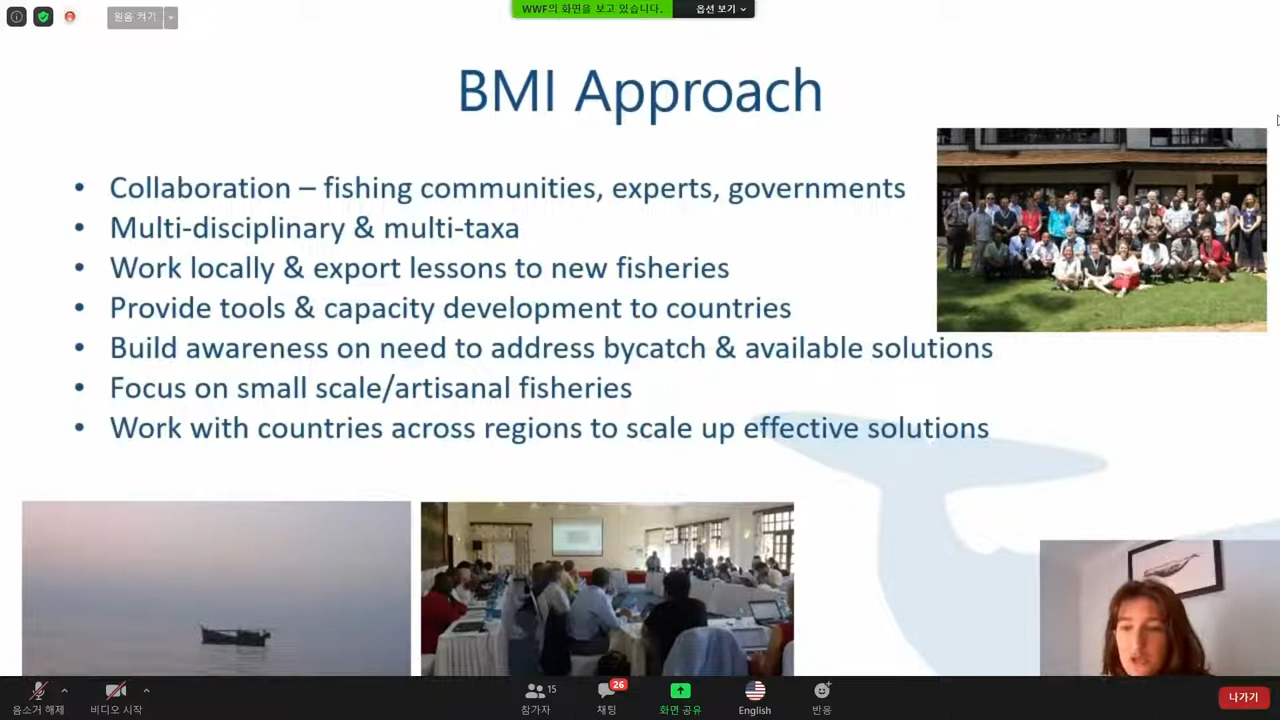 원음 켜기
WWF의 화면을 보고 있습니다.
옵션 보기
BMI Approach
• Collaboration – fishing communities, experts, governments
• Multi-disciplinary & multi-taxa
• Work locally & export lessons to new fisheries
• Provide tools & capacity development to countries
• Build awareness on need to address bycatch & available solutions
• Focus on small scale/artisanal fisheries
• Work with countries across regions to scale up effective solutions
음소거 해제
비디오 시작
15
참가자
26
채팅
화면 공유
English
반응
나가기